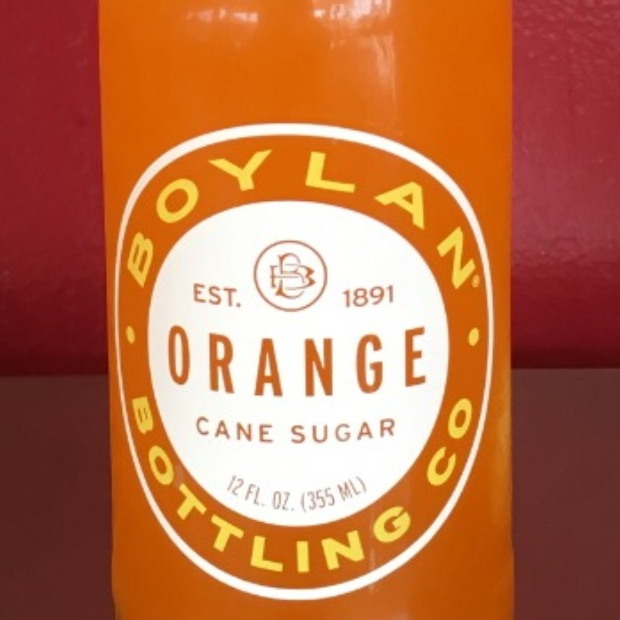 BOYLAN®
EST. 1891
ORANGE
CANE SUGAR
12 FL. OZ. (355 ML)
• BOTTLING CO •